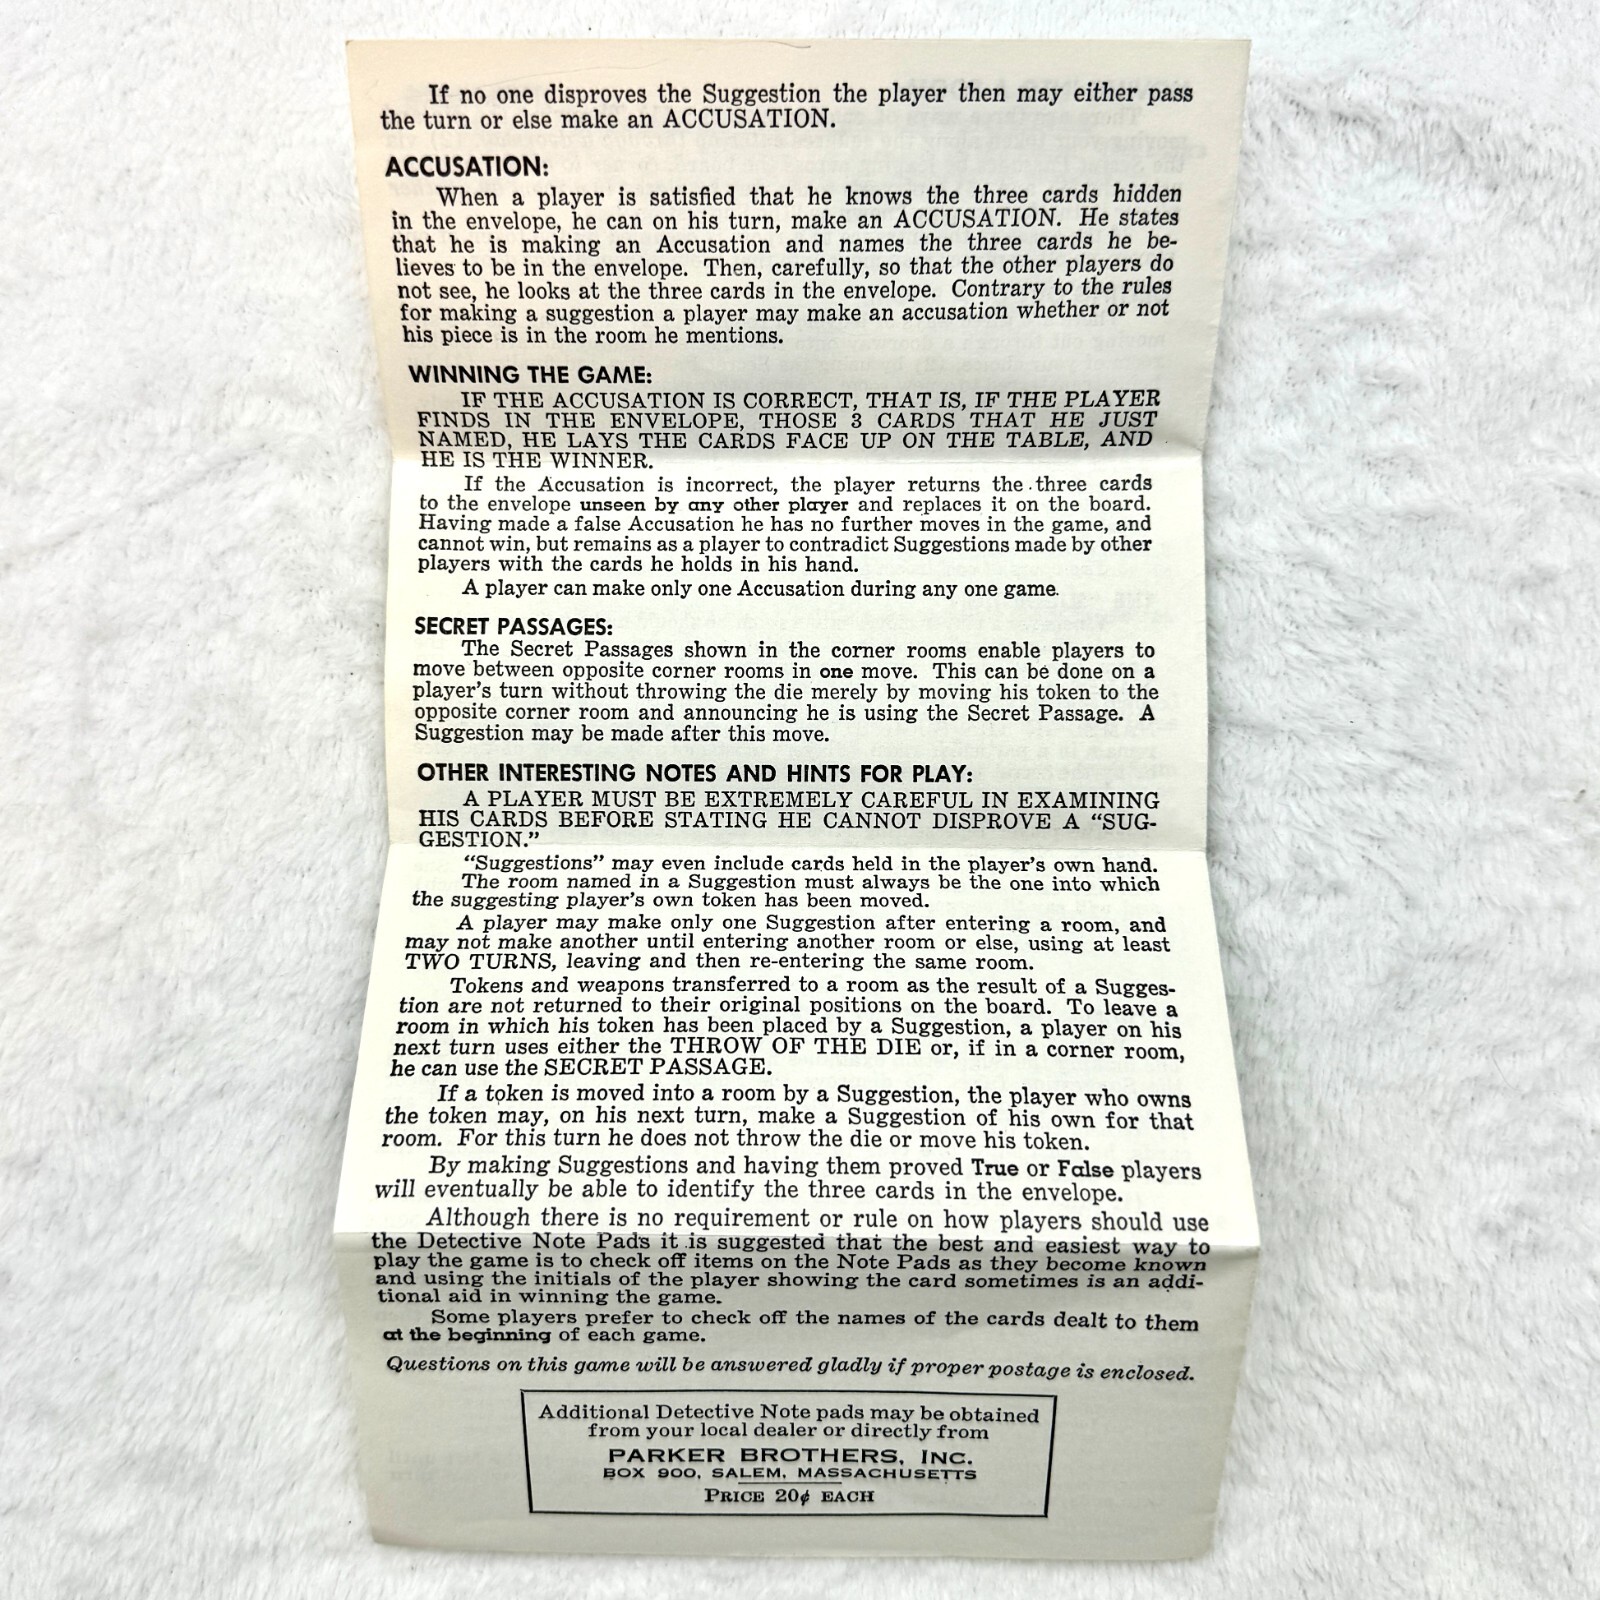 If no one disproves the Suggestion the player then may either pass
the turn or else make an ACCUSATION.
ACCUSATION:
When a player is satisfied that he knows the three cards hidden
in the envelope, he can on his turn, make an ACCUSATION. He states
that he is making an Accusation and names the three cards he be-
lieves to be in the envelope. Then, carefully, so that the other players do
not see, he looks at the three cards in the envelope. Contrary to the rules
for making a suggestion a player may make an accusation whether or not
his piece is in the room he mentions.
WINNING THE GAME:
IF THE ACCUSATION IS CORRECT, THAT IS, IF THE PLAYER
FINDS IN THE ENVELOPE, THOSE 3 CARDS THAT HE JUST
NAMED, HE LAYS THE CARDS FACE UP ON THE TABLE, AND
HE IS THE WINNER.
If the Accusation is incorrect, the player returns the three cards
to the envelope unseen by any other player and replaces it on the board.
Having made a false Accusation he has no further moves in the game, and
cannot win, but remains as a player to contradict Suggestions made by other
players with the cards he holds in his hand.
A player can make only one Accusation during any one game.
SECRET PASSAGES:
The Secret Passages shown in the corner rooms enable players to
move between opposite corner rooms in one move. This can be done on a
player's turn without throwing the die merely by moving his token to the
opposite corner room and announcing he is using the Secret Passage. A
Suggestion may be made after this move.
OTHER INTERESTING NOTES AND HINTS FOR PLAY:
A PLAYER MUST BE EXTREMELY CAREFUL IN EXAMINING
HIS CARDS BEFORE STATING HE CANNOT DISPROVE A "SUG-
GESTION."
"Suggestions" may even include cards held in the player's own hand.
The room named in a Suggestion must always be the one into which
the suggesting player's own token has been moved.
A player may make only one Suggestion after entering a room, and
may not make another until entering another room or else, using at least
TWO TURNS, leaving and then re-entering the same room.
Tokens and weapons transferred to a room as the result of a Sugges-
tion are not returned to their original positions on the board. To leave a
room in which his token has been placed by a Suggestion, a player on his
next turn uses either the THROW OF THE DIE or, if in a corner room,
he can use the SECRET PASSAGE.
If a token is moved into a room by a Suggestion, the player who owns
the token may, on his next turn, make a Suggestion of his own for that
room. For this turn he does not throw the die or move his token.
By making Suggestions and having them proved True or False players
will eventually be able to identify the three cards in the envelope.
Although there is no requirement or rule on how players should use
the Detective Note Pads it is suggested that the best and easiest way to
play the game is to check off items on the Note Pads as they become known
and using the initials of the player showing the card sometimes is an addi-
tional aid in winning the game.
Some players prefer to check off the names of the cards dealt to them
at the beginning of each game.
Questions on this game will be answered gladly if proper postage is enclosed.
Additional Detective Note pads may be obtained
from your local dealer or directly from
PARKER BROTHERS, INC.
BOX 900, SALEM, MASSACHUSETTS
PRICE 20¢ EACH